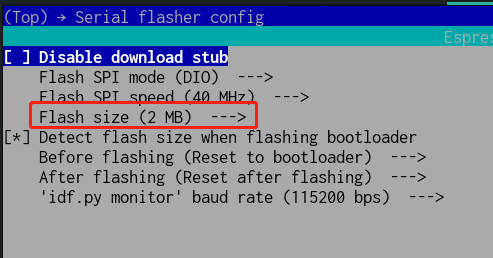 (Top) → Serial flasher config
Espres
[ ] Disable download stub
Flash SPI mode (DIO)  --->
Flash SPI speed (40 MHz)  --->
Flash size (2 MB)  --->
[*] Detect flash size when flashing bootloader
Before flashing (Reset to bootloader)  --->
After flashing (Reset after flashing)  --->
'idf.py monitor' baud rate (115200 bps)  --->